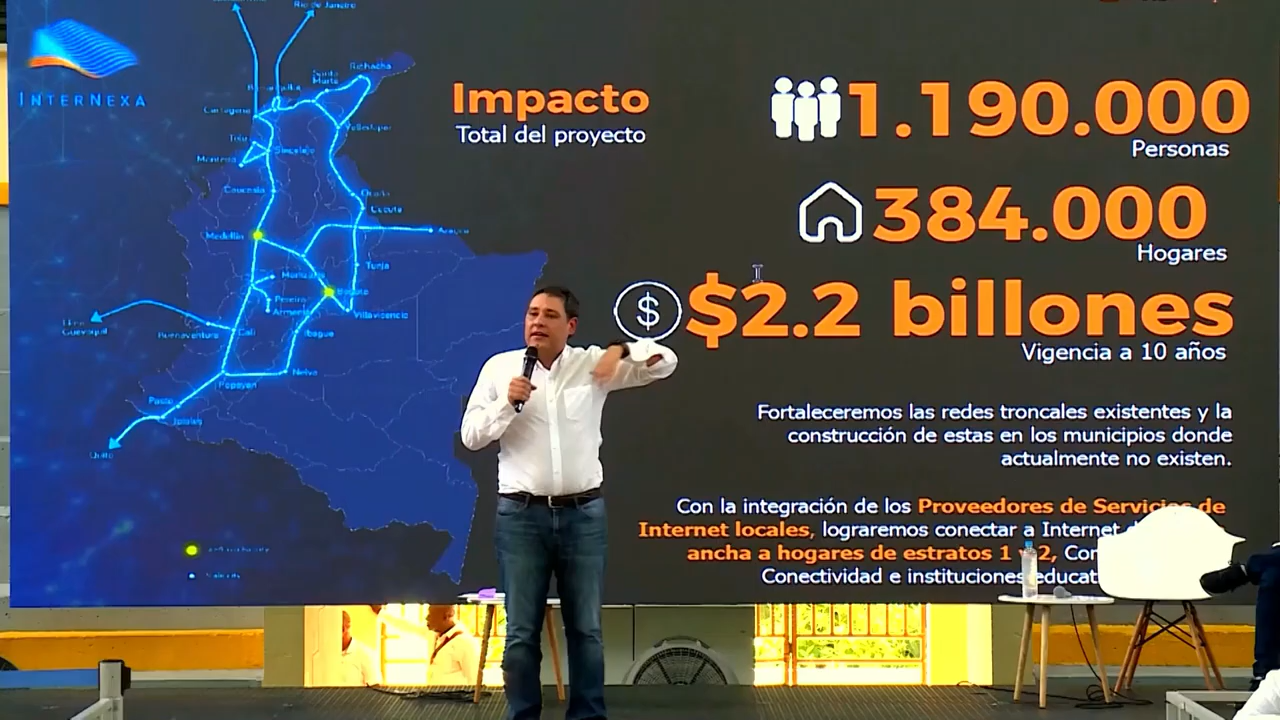 Rio de Janeiro
INTERNEXA
Riohacha
Santa
Marta
Cartagena
Valledupar
Tolú
Sincelejo
Montería
Caucasia
Ocaña
Cúcuta
Medellín
Arauca
Tunja
Manizales
Bogotá
Pereira
Armenia
Villavicencio
Guayaquil
Buenaventura
Cali
Ibagué
Popayán
Neiva
Pasto
Ipiales
Quito
Impacto
Total del proyecto
1.190.000
Personas
384.000
Hogares
$
$2.2 billones
Vigencia a 10 años
Fortaleceremos las redes troncales existentes y la
construcción de estas en los municipios donde
actualmente no existen.
Con la integración de los Proveedores de Servicios de
Internet locales, lograremos conectar a Internet
ancha a hogares de estratos 1 y 2,
Conectividad e instituciones